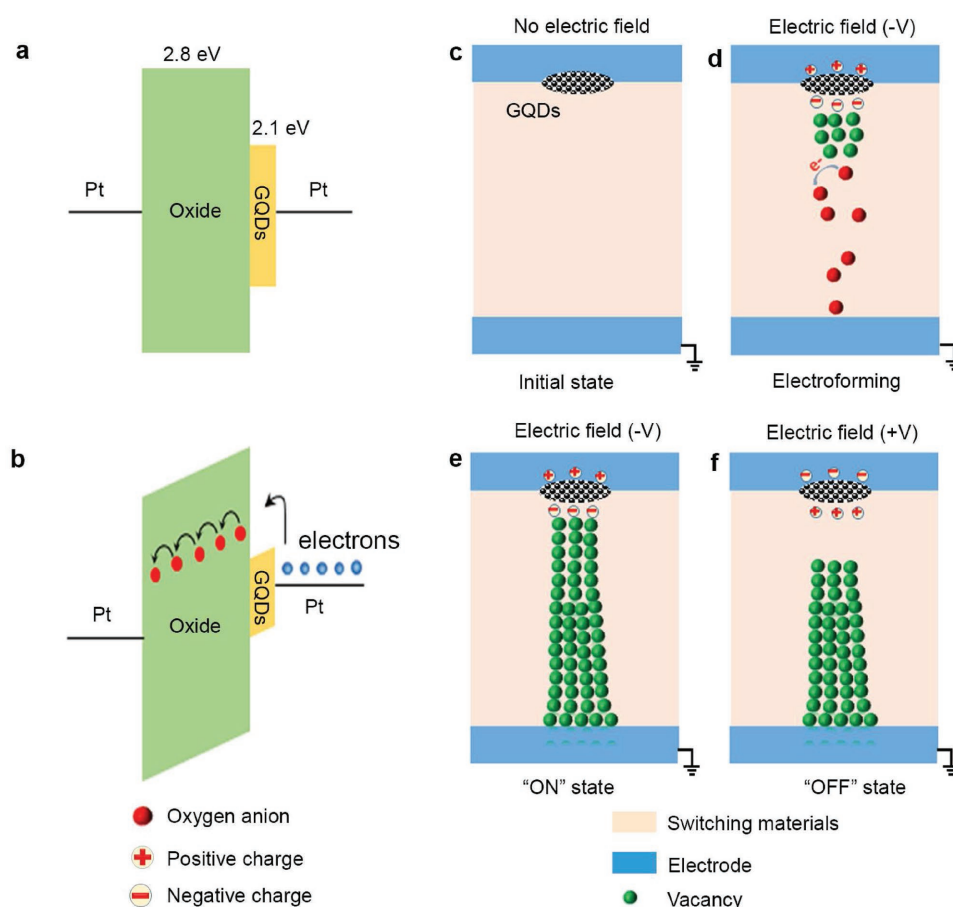 a
2.8 eV
2.1 eV
Pt
Oxide
GQDs
Pt
b
electrons
Pt
Oxide
GQDs
Pt
Oxygen anion
Positive charge
Negative charge
c
No electric field
GQDs
Initial state
d
Electric field (-V)
e-
Electroforming
e
Electric field (-V)
“ON” state
f
Electric field (+V)
“OFF” state
Switching materials
Electrode
Vacancy